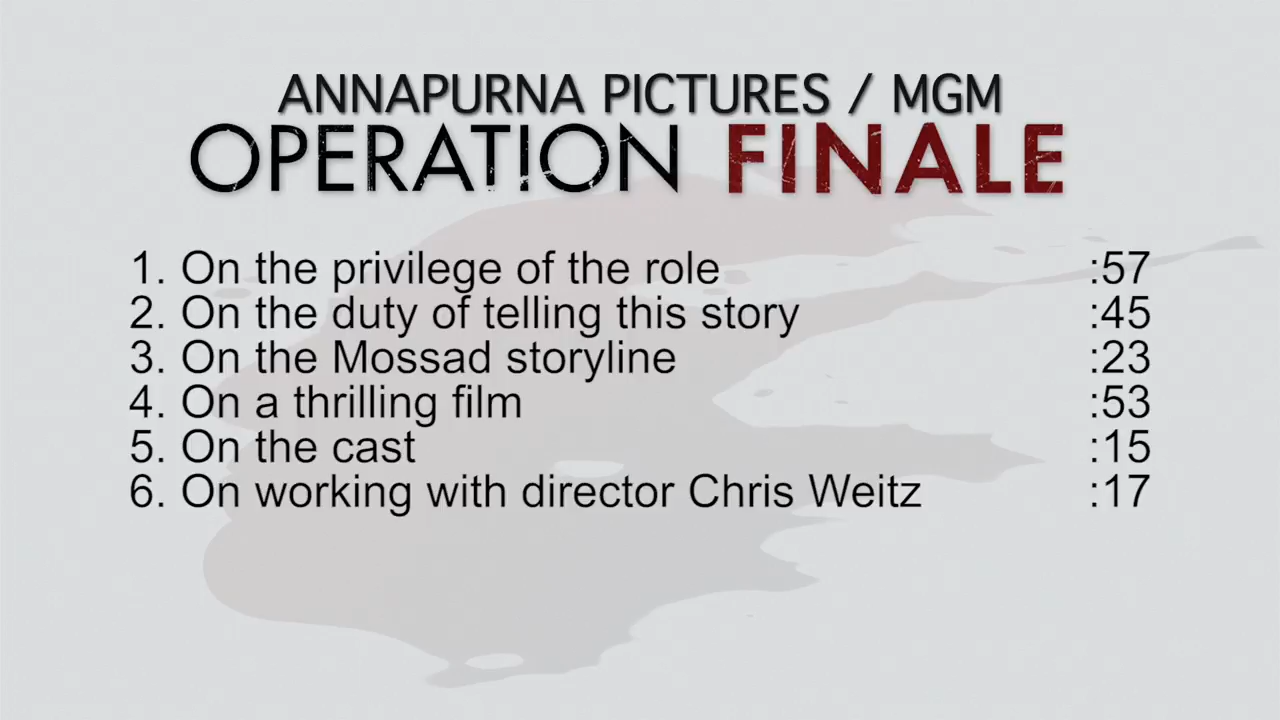 ANNAPURNA PICTURES / MGM
OPERATION FINALE
1. On the privilege of the role :57
2. On the duty of telling this story :45
3. On the Mossad storyline :23
4. On a thrilling film :53
5. On the cast :15
6. On working with director Chris Weitz :17